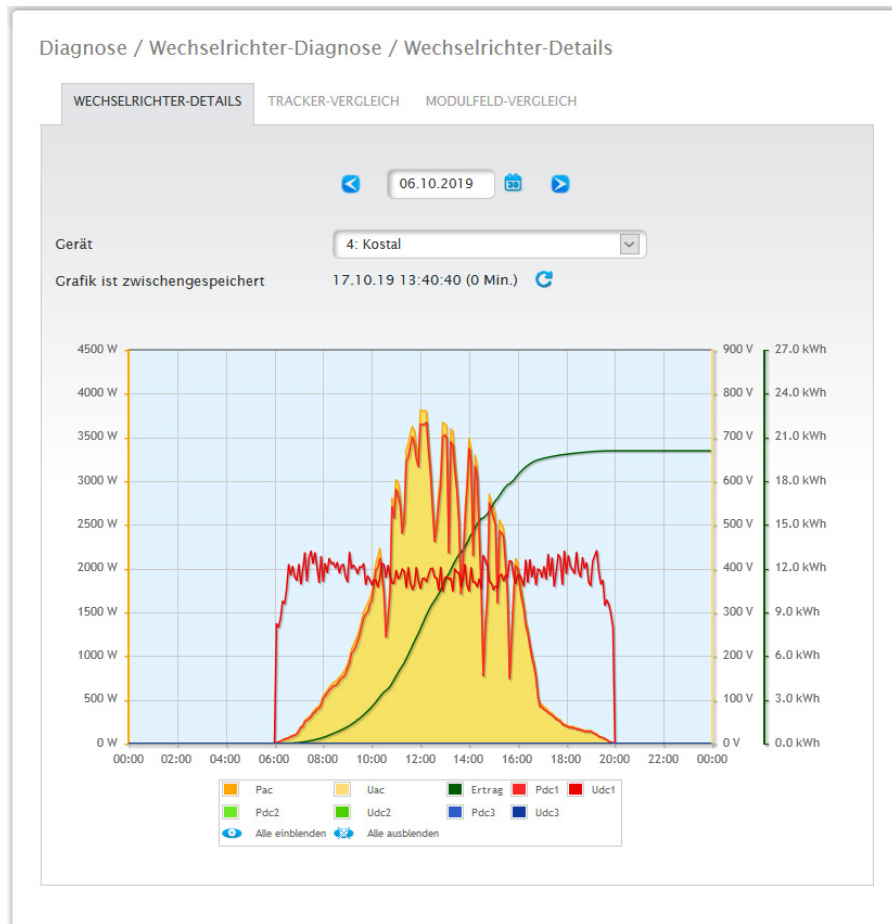 Diagnose / Wechselrichter-Diagnose / Wechselrichter-Details
WECHSELRICHTER-DETAILS TRACKER-VERGLEICH MODULFELD-VERGLEICH
06.10.2019 30
Gerät 4: Kostal
Grafik ist zwischengespeichert 17.10.19 13:40:40 (0 Min.)
4500 W 900 V 27.0 kWh
4000 W 800 V 24.0 kWh
3500 W 700 V 21.0 kWh
3000 W 600 V 18.0 kWh
2500 W 500 V 15.0 kWh
2000 W 400 V 12.0 kWh
1500 W 300 V 9.0 kWh
1000 W 200 V 6.0 kWh
500 W 100 V 3.0 kWh
0 W 0 V 0.0 kWh
00:00 02:00 04:00 06:00 08:00 10:00 12:00 14:00 16:00 18:00 20:00 22:00 00:00
Pac Uac Ertrag Pdc1 Udc1
Pdc2 Udc2 Pdc3 Udc3
Alle einblenden Alle ausblenden